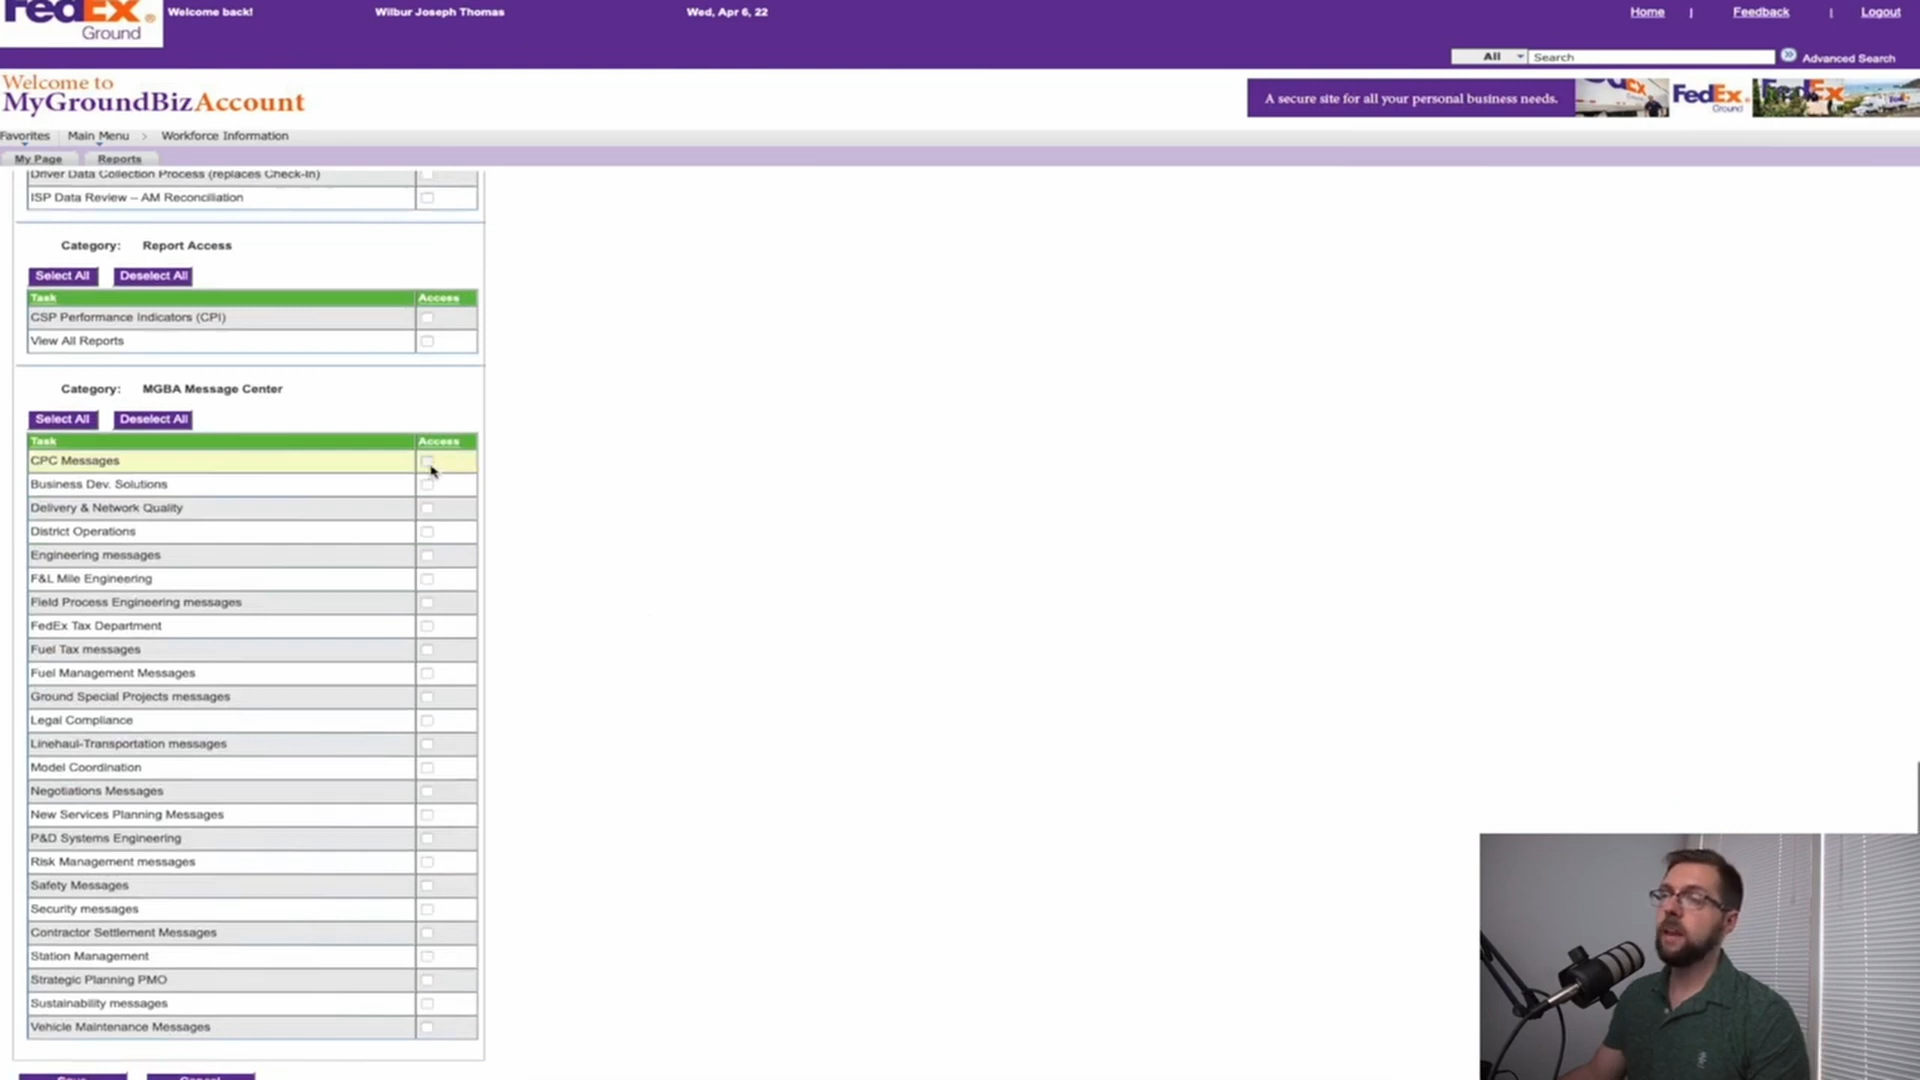 FedEx
Ground
Welcome back!
Wilbur Joseph Thomas
Wed, Apr 6, 22
Home | Feedback | Logout
All
Search
Advanced Search
Welcome to
MyGroundBizAccount
A secure site for all your personal business needs.
FedEx
Ground
Favorites
Main Menu > Workforce Information
My Page
Reports
Driver Data Collection Process (replaces Check-In)
ISP Data Review – AM Reconciliation
Category: Report Access
Select All
Deselect All
Task Access
CSP Performance Indicators (CPI)
View All Reports
Category: MGBA Message Center
Select All
Deselect All
Task Access
CPC Messages
Business Dev. Solutions
Delivery & Network Quality
District Operations
Engineering messages
F&L Mile Engineering
Field Process Engineering messages
FedEx Tax Department
Fuel Tax messages
Fuel Management Messages
Ground Special Projects messages
Legal Compliance
Linehaul-Transportation messages
Model Coordination
Negotiations Messages
New Services Planning Messages
P&D Systems Engineering
Risk Management messages
Safety Messages
Security messages
Contractor Settlement Messages
Station Management
Strategic Planning PMO
Sustainability messages
Vehicle Maintenance Messages